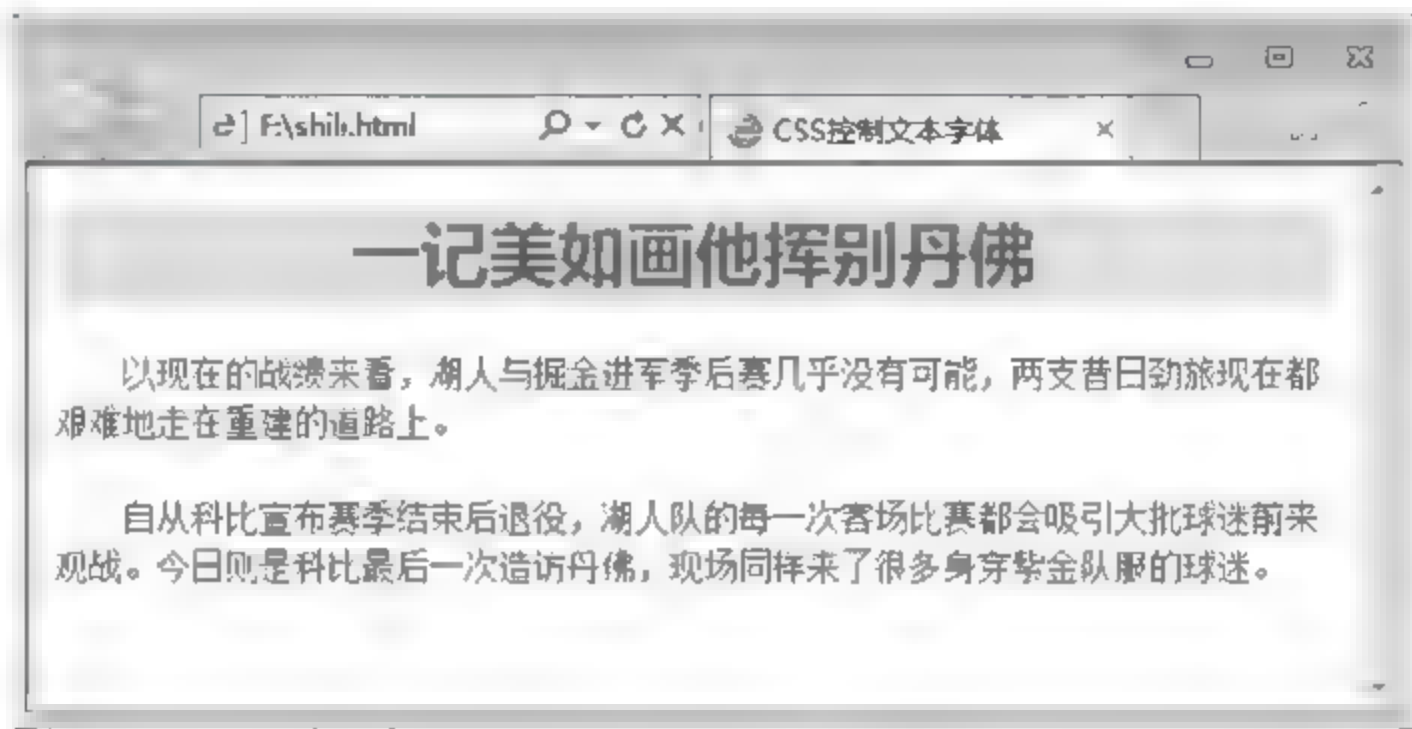 CSS控制文本字体
一记美如画他挥别丹佛
以现在的战绩来看，湖人与掘金进军季后赛几乎没有可能，两支昔日劲旅现在都
艰难地走在重建的道路上。
自从科比宣布赛季结束后退役，湖人队的每一次客场比赛都会吸引大批球迷前来
观战。今日则是科比最后一次造访丹佛，现场同样来了很多身穿紫金队服的球迷。